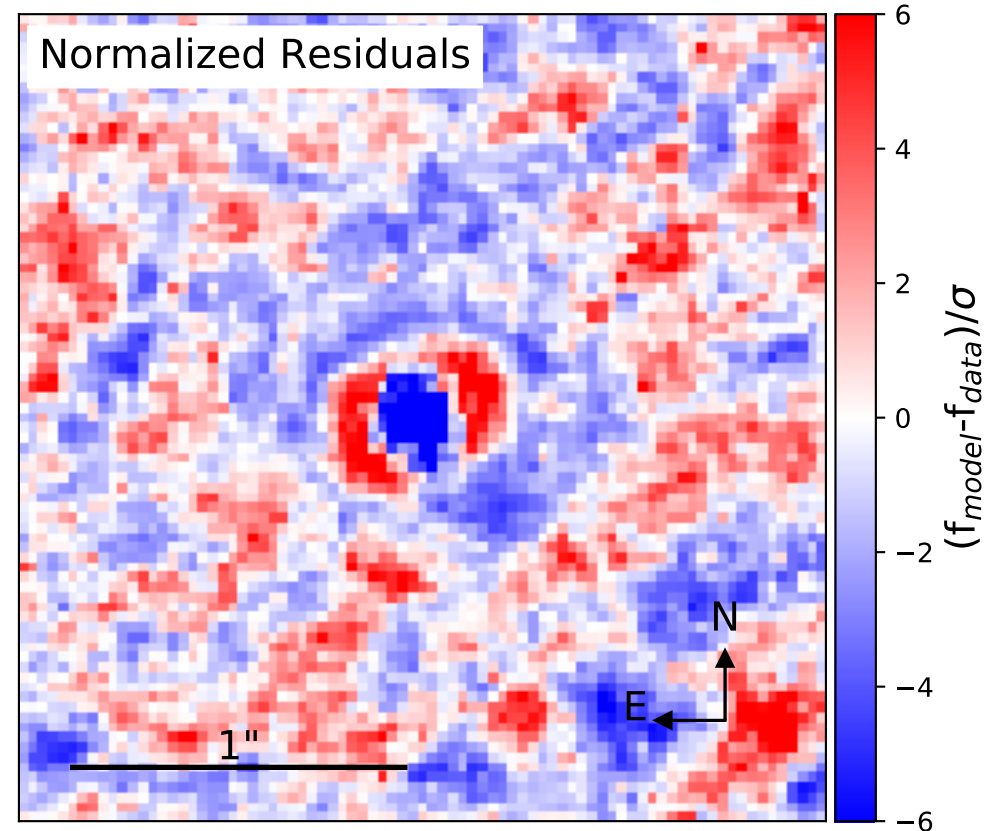 Normalized Residuals
6
4
2
0
−2
−4
−6
(f_model-f_data)/σ
N
E
1"